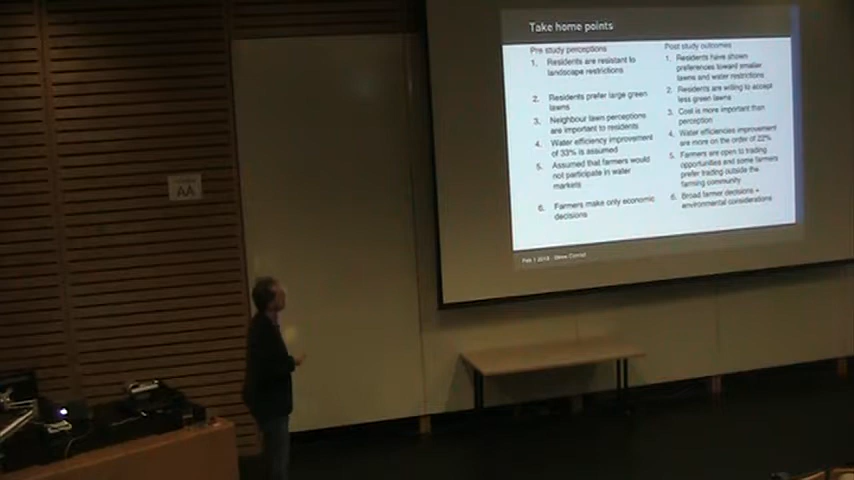 Take home points
Pre study perceptions
1. Residents are resistant to
landscape restrictions
2. Residents prefer large green
lawns
3. Neighbour lawn perceptions
are important to residents
4. Water efficiency improvement
of 33% is assumed
5. Assumed that farmers would
not participate in water
markets
6. Farmers make only economic
decisions
Post study outcomes
1. Residents have shown
preferences toward smaller
lawns and water restrictions
2. Residents are willing to accept
less green lawns
3. Cost is more important than
perception
4. Water efficiencies improvement
are more on the order of 22%
5. Farmers are open to trading
opportunities and some farmers
prefer trading outside the
farming community
6. Broad farmer decisions +
environmental considerations
Feb 1 Steve Conrad
AA